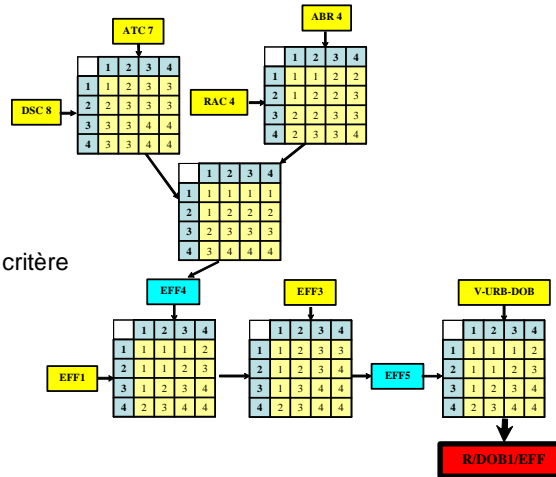 ATC 7
ABR 4
DSC 8
RAC 4
1 2 3 4
1 1 2 3 3
2 2 3 3 3
3 3 3 4 4
4 3 3 4 4
1 2 3 4
1 1 1 2 2
2 1 2 2 3
3 2 2 3 3
4 2 3 3 4
1 2 3 4
1 1 1 1 1
2 1 2 2 2
3 2 3 3 3
4 3 4 4 4
critère
EFF4
EFF3
V-URB-DOB
EFF1
1 2 3 4
1 1 1 1 2
2 1 1 2 3
3 1 2 3 4
4 2 3 4 4
1 2 3 4
1 1 2 3 3
2 1 2 3 4
3 1 2 4 4
4 2 3 4 4
EFF5
1 2 3 4
1 1 1 1 2
2 1 1 2 3
3 1 2 3 4
4 2 2 4 4
R/DOB1/EFF